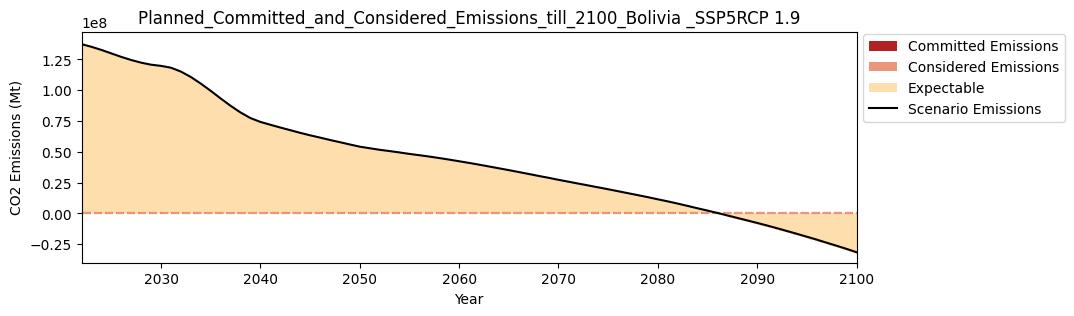 Planned_Committed_and_Considered_Emissions_till_2100_Bolivia _SSP5RCP 1.9
1e8
1.25
1.00
0.75
0.50
0.25
0.00
−0.25
CO2 Emissions (Mt)
2030 2040 2050 2060 2070 2080 2090 2100
Year
Committed Emissions
Considered Emissions
Expectable
Scenario Emissions